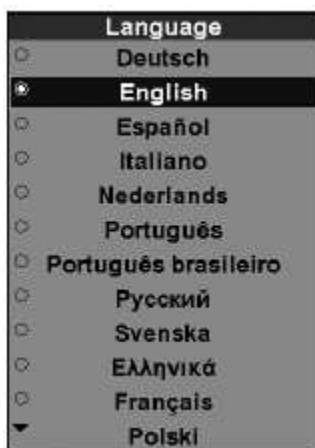 Language
Deutsch
English
Español
Italiano
Nederlands
Português
Português brasileiro
Русский
Svenska
Ελληνικά
Français
Polski